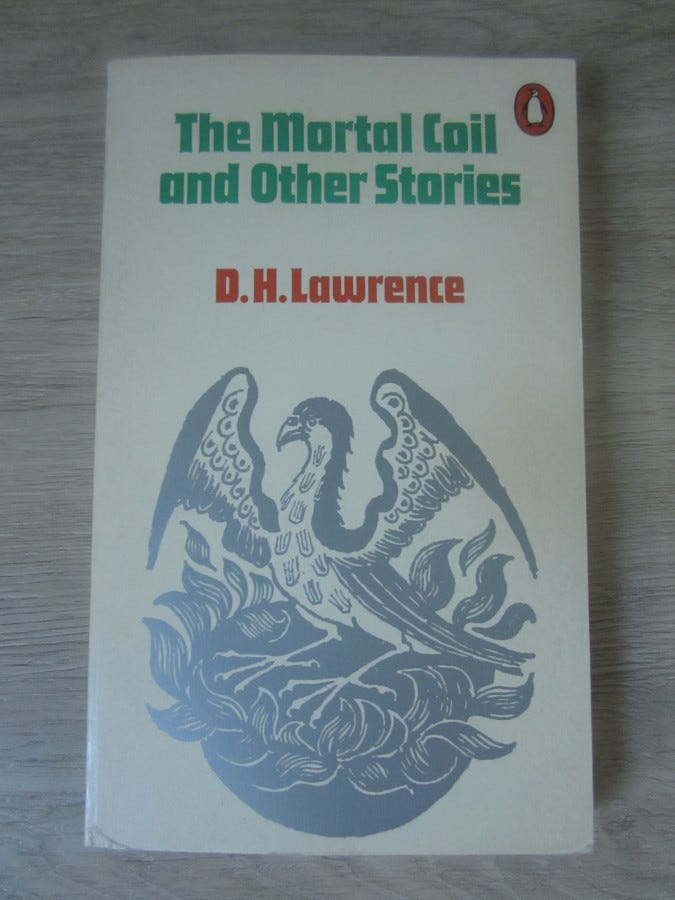 The Mortal Coil
and Other Stories
D.H.Lawrence